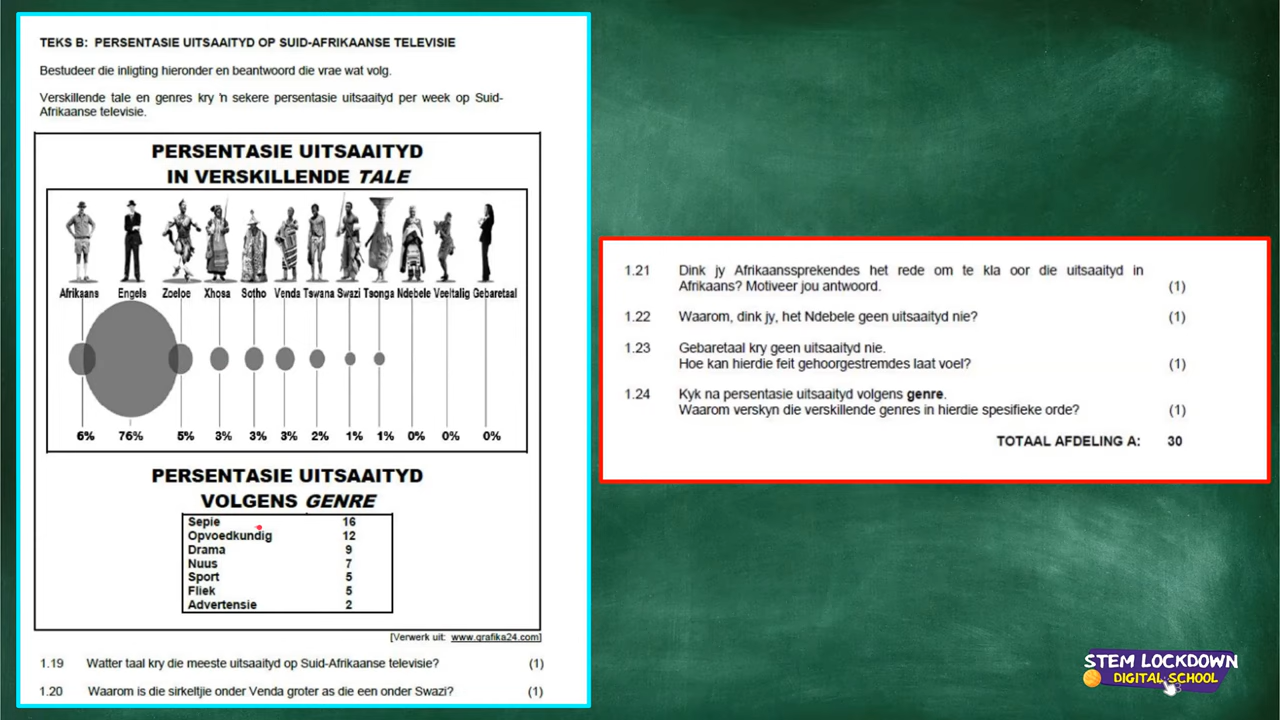 TEKS B: PERSENTASIE UITSAAITYD OP SUID-AFRIKAANSE TELEVISIE
Bestudeer die inligting hieronder en beantwoord die vrae wat volg.
Verskillende tale en genres kry 'n sekere persentasie uitsaaityd per week op Suid-
Afrikaanse televisie.
PERSENTASIE UITSAAITYD
IN VERSKILLENDE TALE
Afrikaans Engels Zoeloe Xhosa Sotho Venda Tswana Swazi Tsonga Ndebele Veeltalig Gebaretaal
6% 76% 5% 3% 3% 3% 2% 1% 1% 0% 0% 0%
PERSENTASIE UITSAAITYD
VOLGENS GENRE
Sepie 16
Opvoedkundig 12
Drama 9
Nuus 7
Sport 5
Fliek 5
Advertensie 2
[Verwerk uit: www.grafika24.com]
1.19 Watter taal kry die meeste uitsaaityd op Suid-Afrikaanse televisie? (1)
1.20 Waarom is die sirkeltjie onder Venda groter as die een onder Swazi? (1)
1.21 Dink jy Afrikaanssprekendes het rede om te kla oor die uitsaaityd in
Afrikaans? Motiveer jou antwoord. (1)
1.22 Waarom, dink jy, het Ndebele geen uitsaaityd nie? (1)
1.23 Gebaretaal kry geen uitsaaityd nie.
Hoe kan hierdie feit gehoorgestremdes laat voel? (1)
1.24 Kyk na persentasie uitsaaityd volgens genre.
Waarom verskyn die verskillende genres in hierdie spesifieke orde? (1)
TOTAAL AFDELING A: 30
STEM LOCKDOWN
DIGITAL SCHOOL